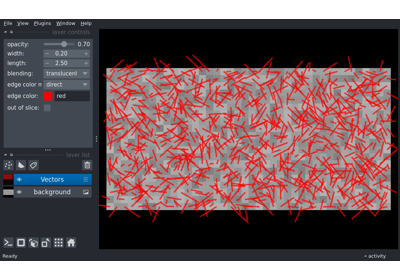 File View Plugins Window Help
layer controls
opacity: 0.70
width: 0.20
length: 2.50
blending: translucent
edge color m direct
edge color: red
out of slice:
layer list
Vectors
background
Ready
activity